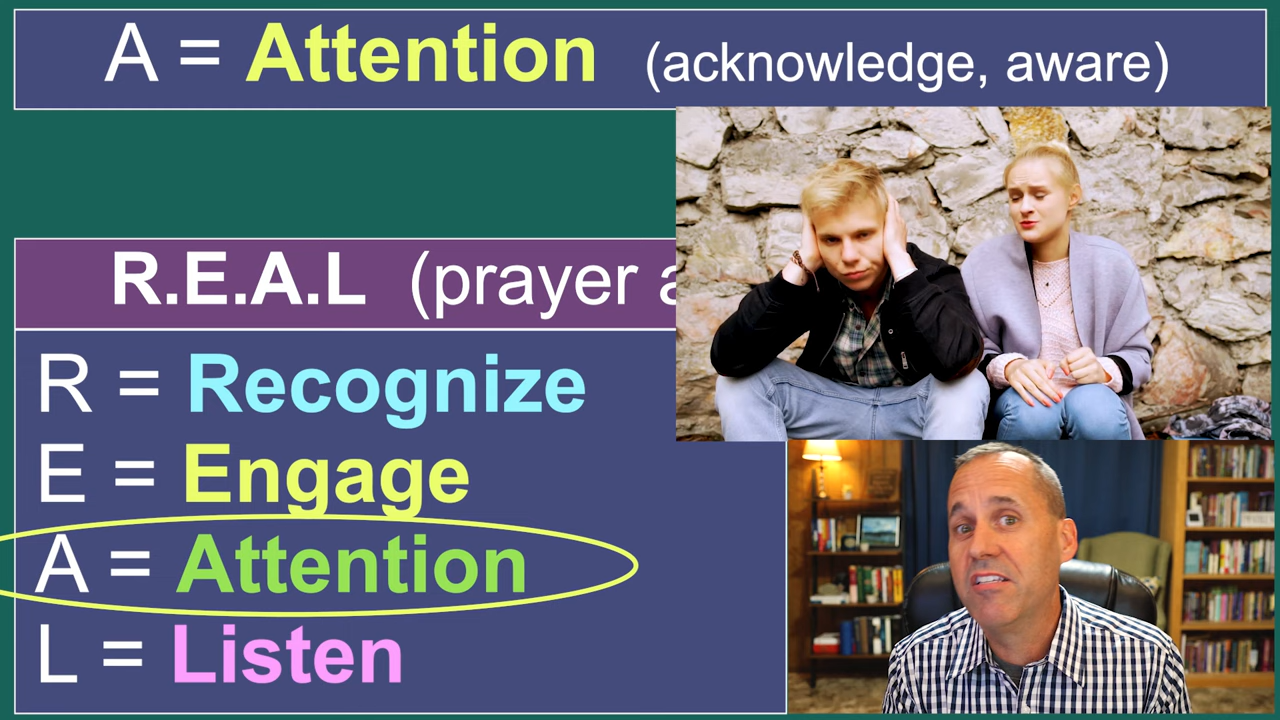 A = Attention (acknowledge, aware)
R.E.A.L (prayer
R = Recognize
E = Engage
A = Attention
L = Listen